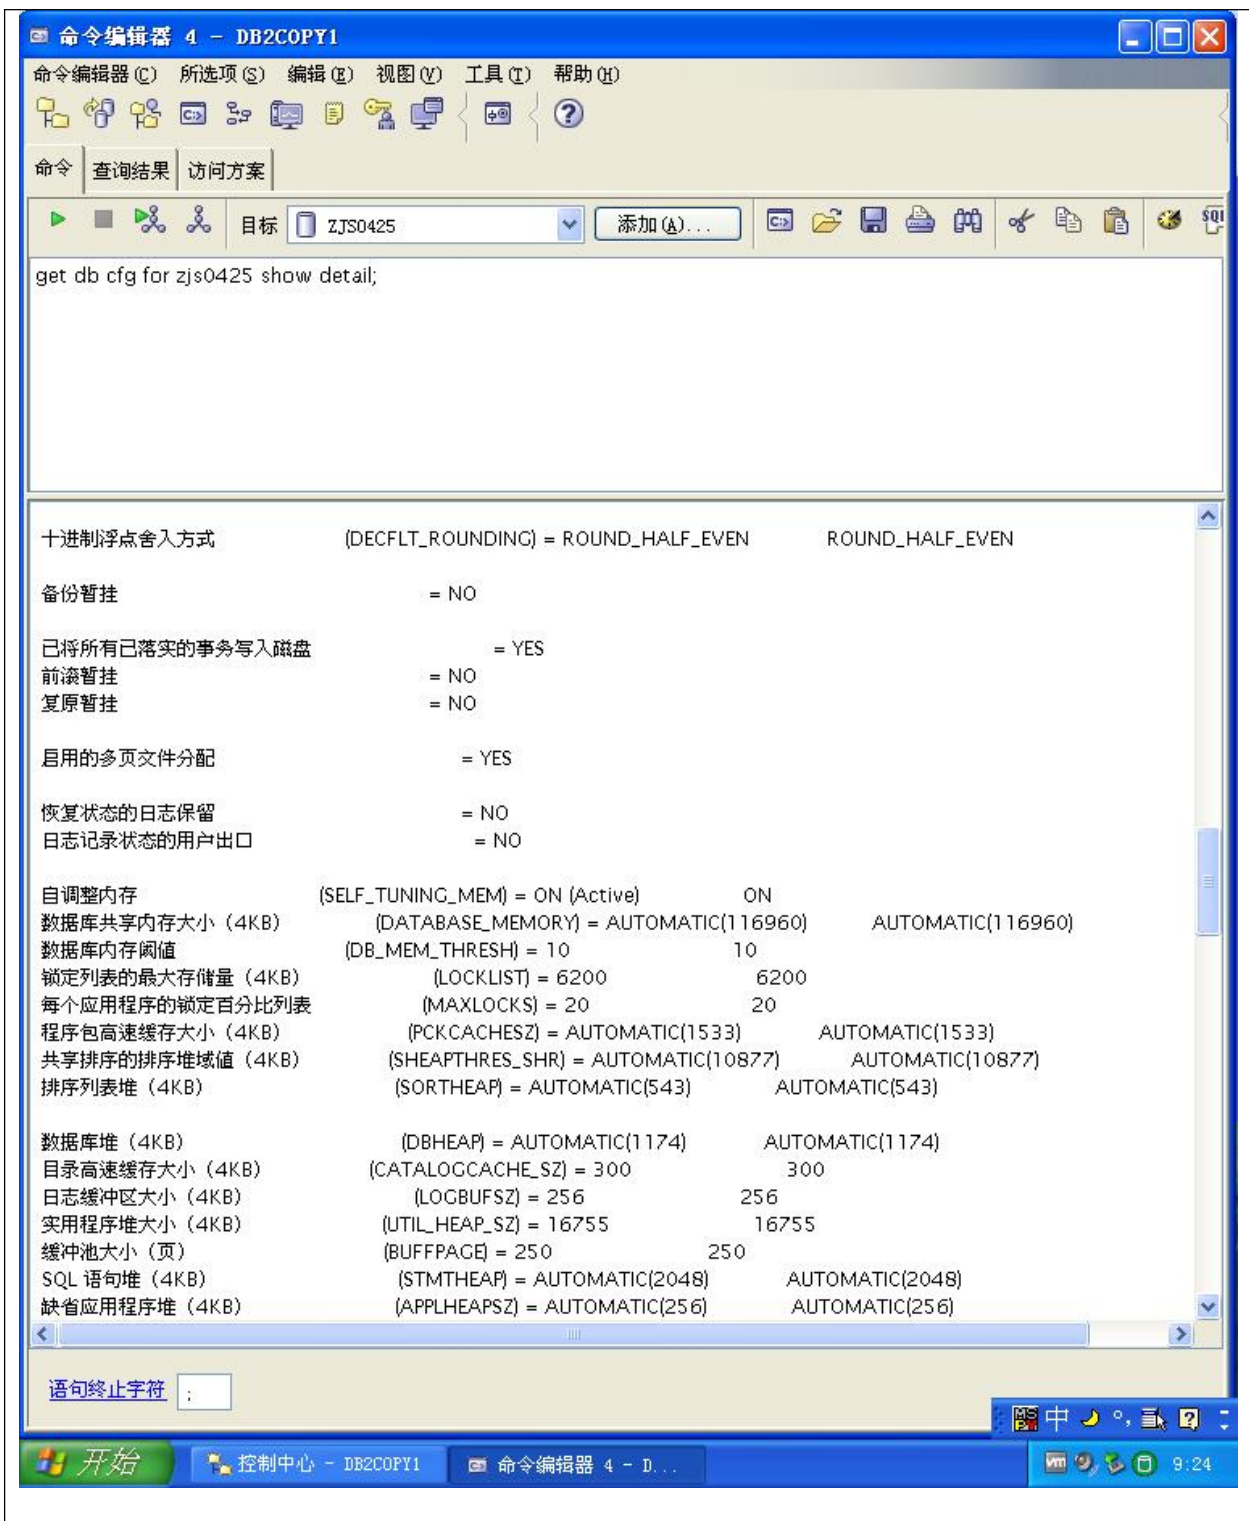 命令编辑器 4 - DB2COPY1
命令编辑器(C) 所选项(S) 编辑(E) 视图(V) 工具(T) 帮助(H)
命令 查询结果 访问方案
目标 ZJS0425 添加(A)... SQL
get db cfg for zjs0425 show detail;
十进制浮点舍入方式 (DECFLT_ROUNDING) = ROUND_HALF_EVEN ROUND_HALF_EVEN
备份暂挂 = NO
已将所有已落实的事务写入磁盘 = YES
前滚暂挂 = NO
复原暂挂 = NO
启用的多页文件分配 = YES
恢复状态的日志保留 = NO
日志记录状态的用户出口 = NO
自调整内存 (SELF_TUNING_MEM) = ON (Active) ON
数据库共享内存大小（4KB） (DATABASE_MEMORY) = AUTOMATIC(116960) AUTOMATIC(116960)
数据库内存阈值 (DB_MEM_THRESH) = 10 10
锁定列表的最大存储量（4KB） (LOCKLIST) = 6200 6200
每个应用程序的锁定百分比列表 (MAXLOCKS) = 20 20
程序包高速缓存大小（4KB） (PCKCACHESZ) = AUTOMATIC(1533) AUTOMATIC(1533)
共享排序的排序堆域值（4KB） (SHEAPTHRES_SHR) = AUTOMATIC(10877) AUTOMATIC(10877)
排序列表堆（4KB） (SORTHEAP) = AUTOMATIC(543) AUTOMATIC(543)
数据库堆（4KB） (DBHEAP) = AUTOMATIC(1174) AUTOMATIC(1174)
目录高速缓存大小（4KB） (CATALOGCACHE_SZ) = 300 300
日志缓冲区大小（4KB） (LOGBUFSZ) = 256 256
实用程序堆大小（4KB） (UTIL_HEAP_SZ) = 16755 16755
缓冲池大小（页） (BUFFPAGE) = 250 250
SQL 语句堆（4KB） (STMTHEAP) = AUTOMATIC(2048) AUTOMATIC(2048)
缺省应用程序堆（4KB） (APPLHEAPSZ) = AUTOMATIC(256) AUTOMATIC(256)
语句终止字符 ;
中
开始 控制中心 - DB2COPY1 命令编辑器 4 - D... 9:24